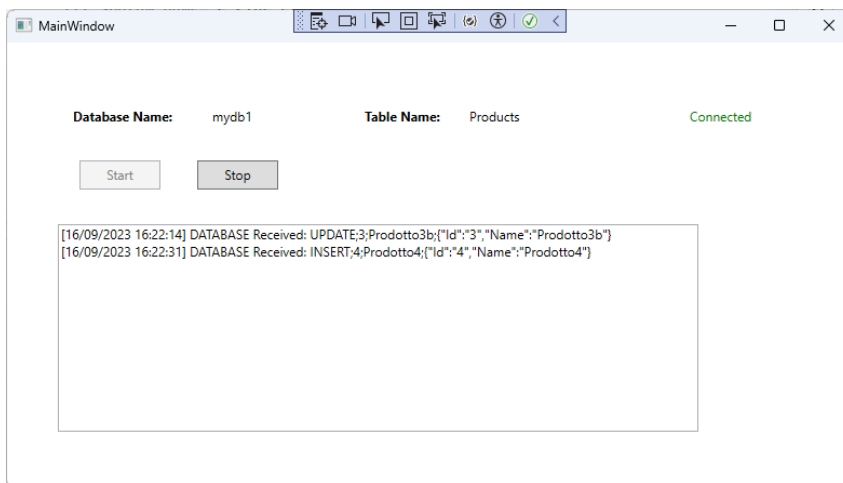 MainWindow
Database Name: mydb1 Table Name: Products Connected
Start Stop
[16/09/2023 16:22:14] DATABASE Received: UPDATE;3;Prodotto3b;{"Id":"3","Name":"Prodotto3b"}
[16/09/2023 16:22:31] DATABASE Received: INSERT;4;Prodotto4;{"Id":"4","Name":"Prodotto4"}